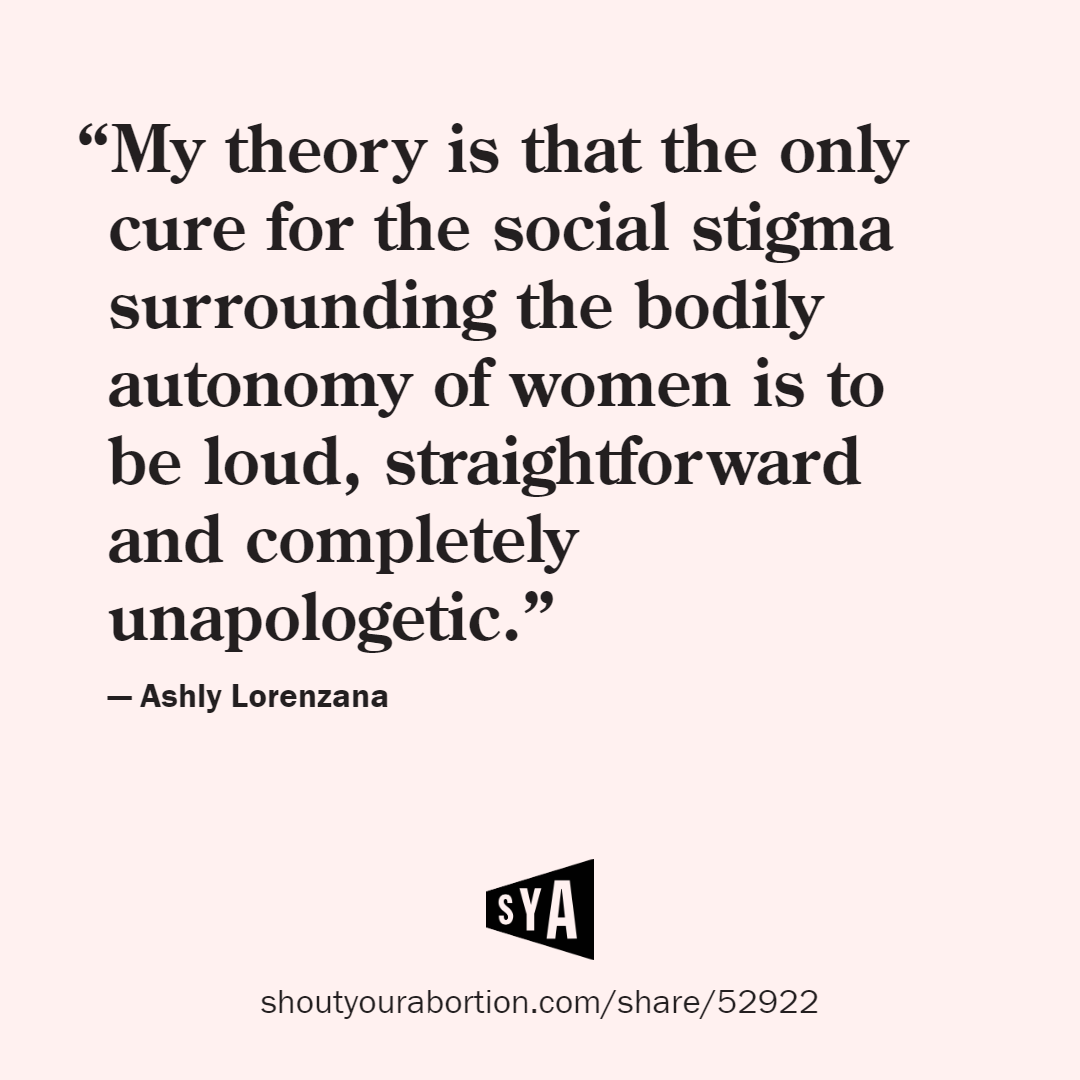 “My theory is that the only
cure for the social stigma
surrounding the bodily
autonomy of women is to
be loud, straightforward
and completely
unapologetic.”
— Ashly Lorenzana
SYA
shoutyourabortion.com/share/52922